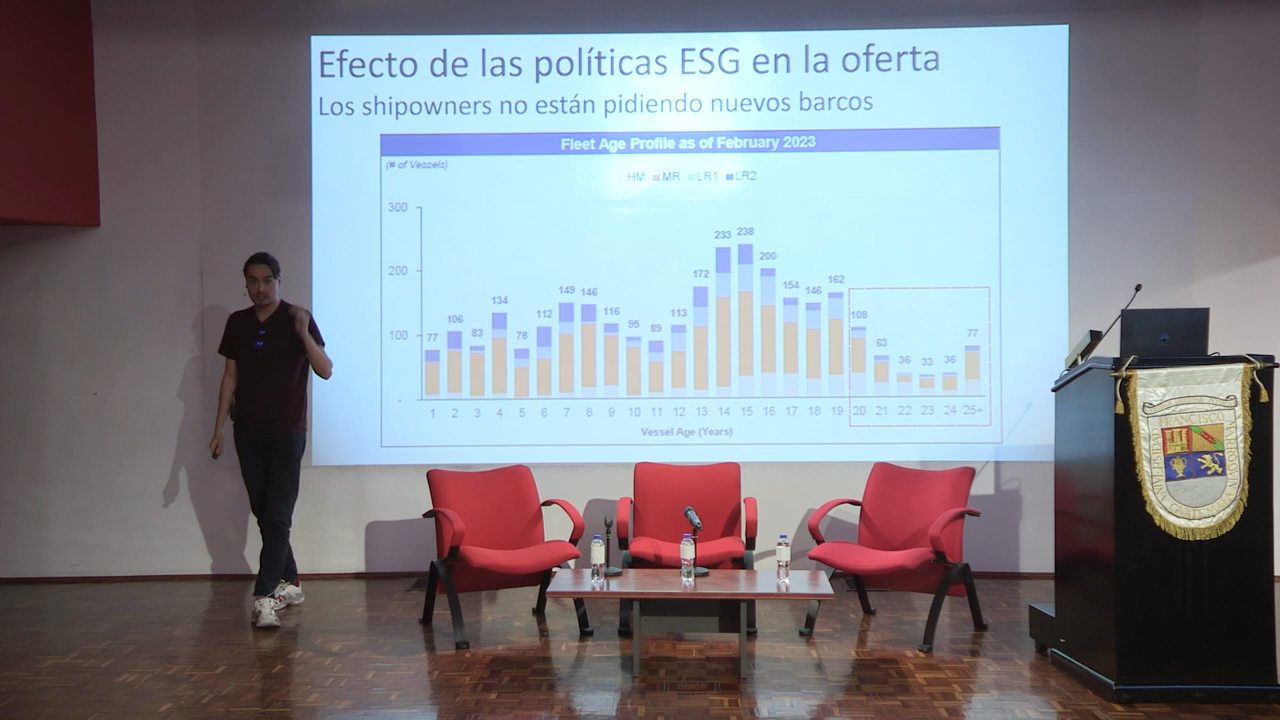 Efecto de las políticas ESG en la oferta
Los shipowners no están pidiendo nuevos barcos
Fleet Age Profile as of February 2023
(# of Vessels)
HM MR LR1 LR2
300
200
100
-
233 238
200
172
149 146 154 146 162
134
106 112 116 113 108
77 83 78 95 89 63 36 33 36 77
1 2 3 4 5 6 7 8 9 10 11 12 13 14 15 16 17 18 19 20 21 22 23 24 25+
Vessel Age (Years)
FRANCISCO